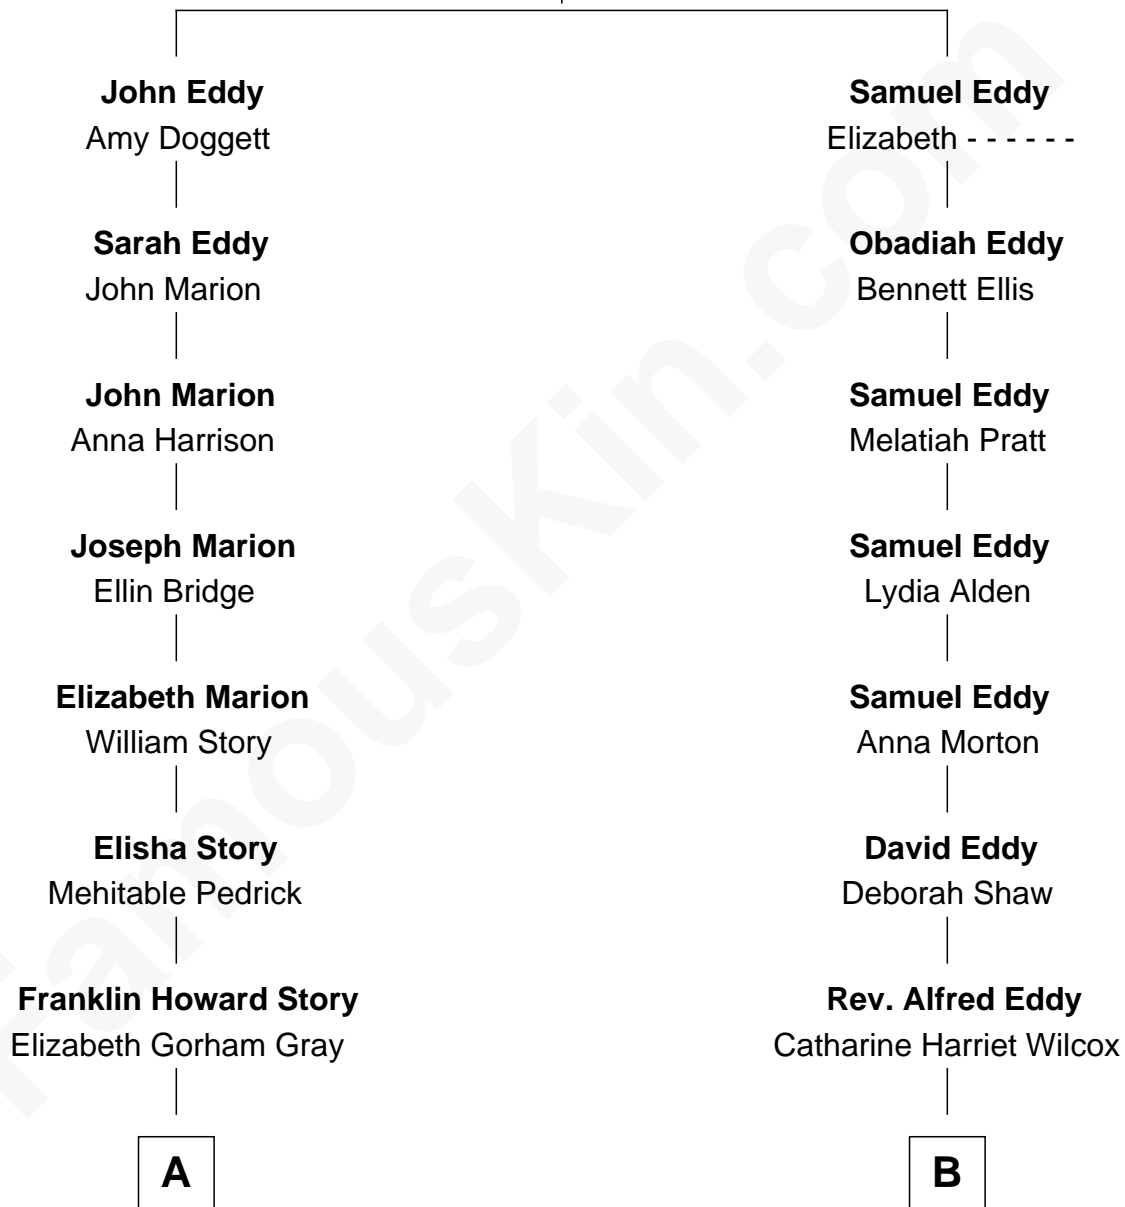 John Eddy
Amy Doggett
Samuel Eddy
Elizabeth - - - - - -
Sarah Eddy
John Marion
Obadiah Eddy
Bennett Ellis
John Marion
Anna Harrison
Samuel Eddy
Melatiah Pratt
Joseph Marion
Ellin Bridge
Samuel Eddy
Lydia Alden
Elizabeth Marion
William Story
Samuel Eddy
Anna Morton
Elisha Story
Mehitable Pedrick
David Eddy
Deborah Shaw
Franklin Howard Story
Elizabeth Gorham Gray
Rev. Alfred Eddy
Catharine Harriet Wilcox
A
B
FamousKin.com